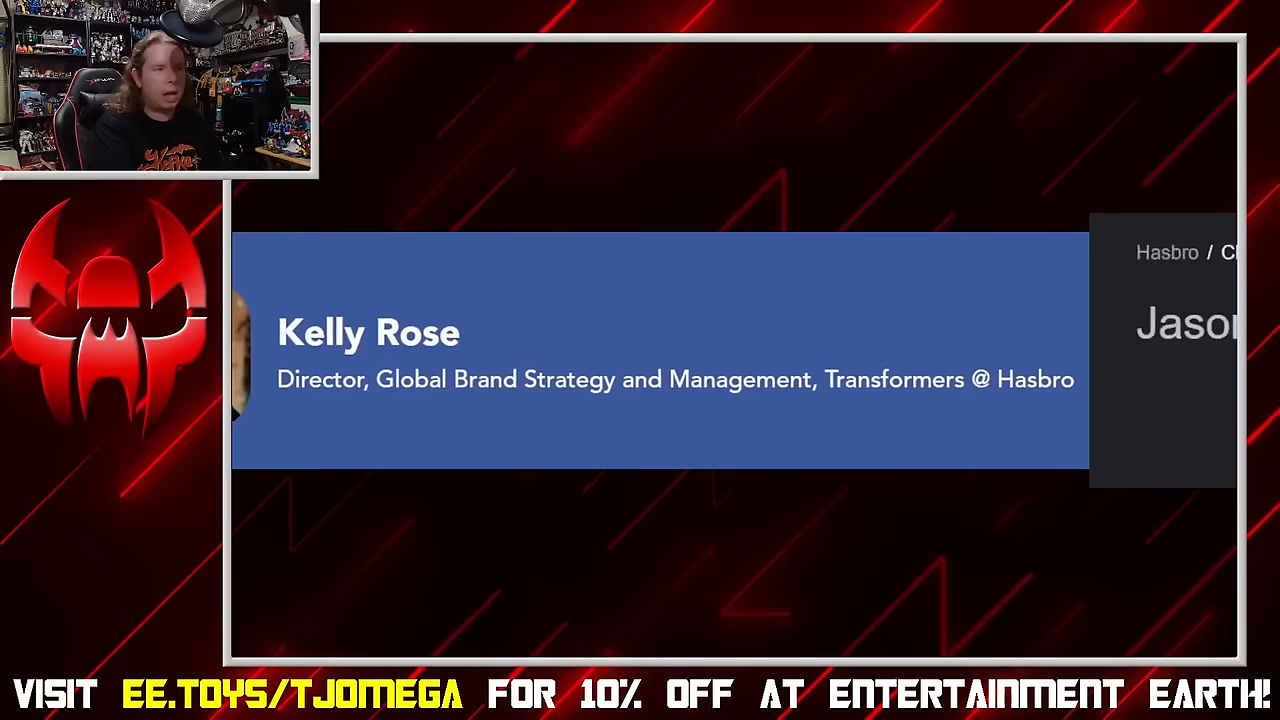 Kelly Rose
Director, Global Brand Strategy and Management, Transformers @ Hasbro
Hasbro /
VISIT EE.TOYS/TJOMEGA FOR 10% OFF AT ENTERTAINMENT EARTH!